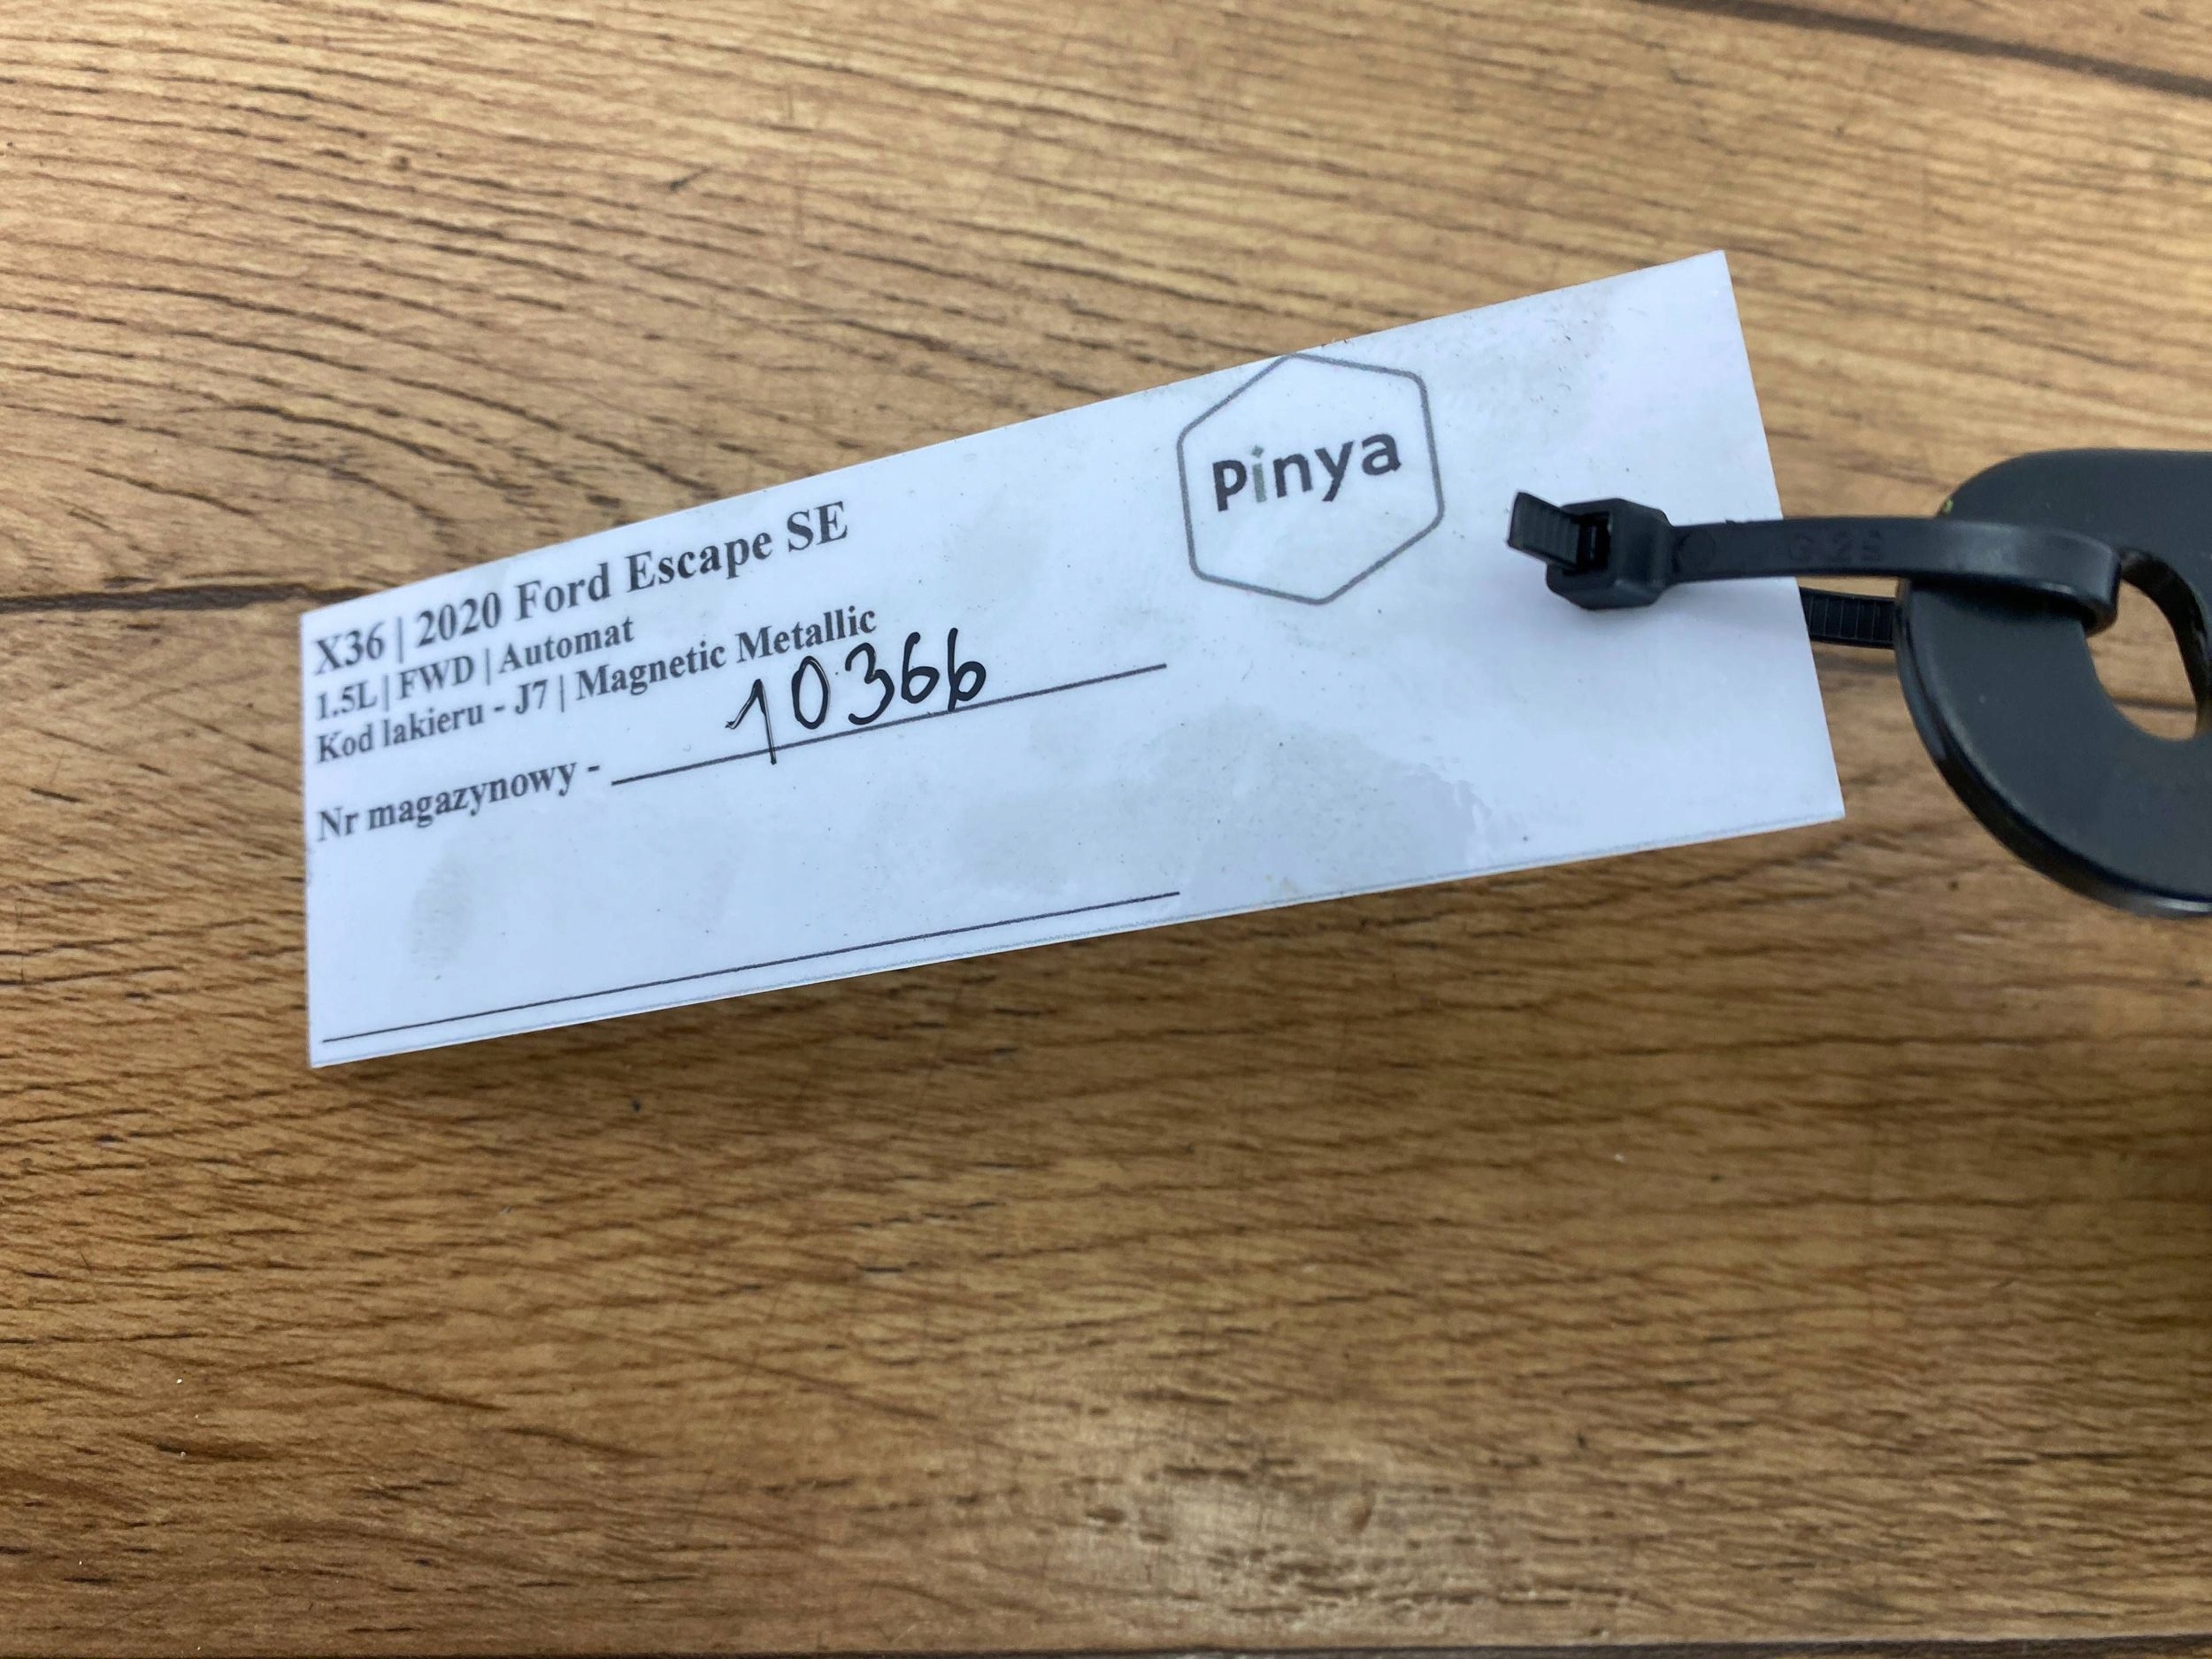 X36 | 2020 Ford Escape SE
1.5L | FWD | Automat
Kod lakieru - J7 | Magnetic Metallic
Nr magazynowy - 10366
Pinya